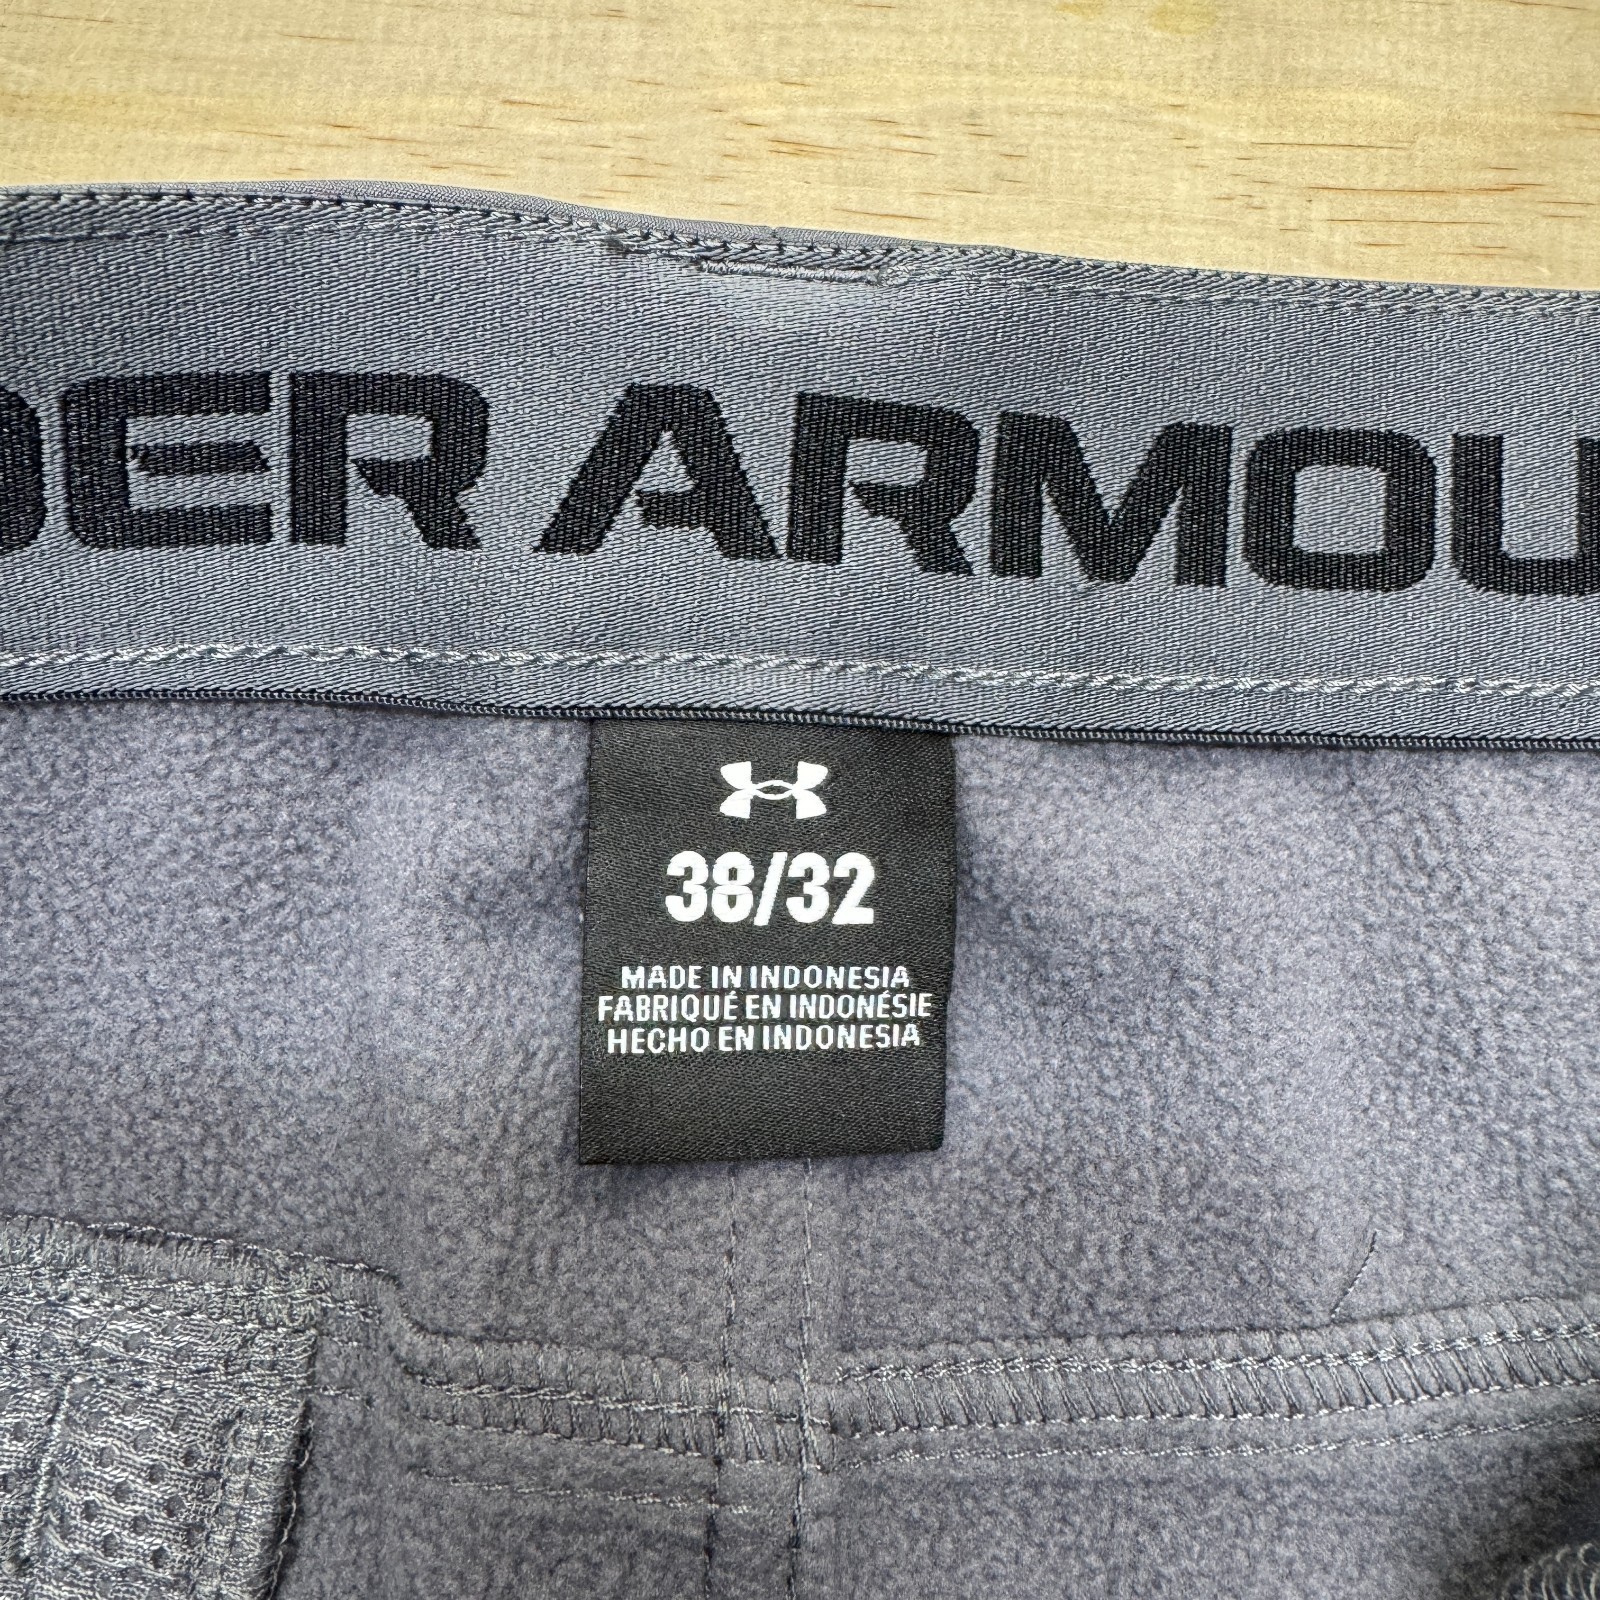 DER ARMOU
38/32
MADE IN INDONESIA
FABRIQUÉ EN INDONÉSIE
HECHO EN INDONESIA